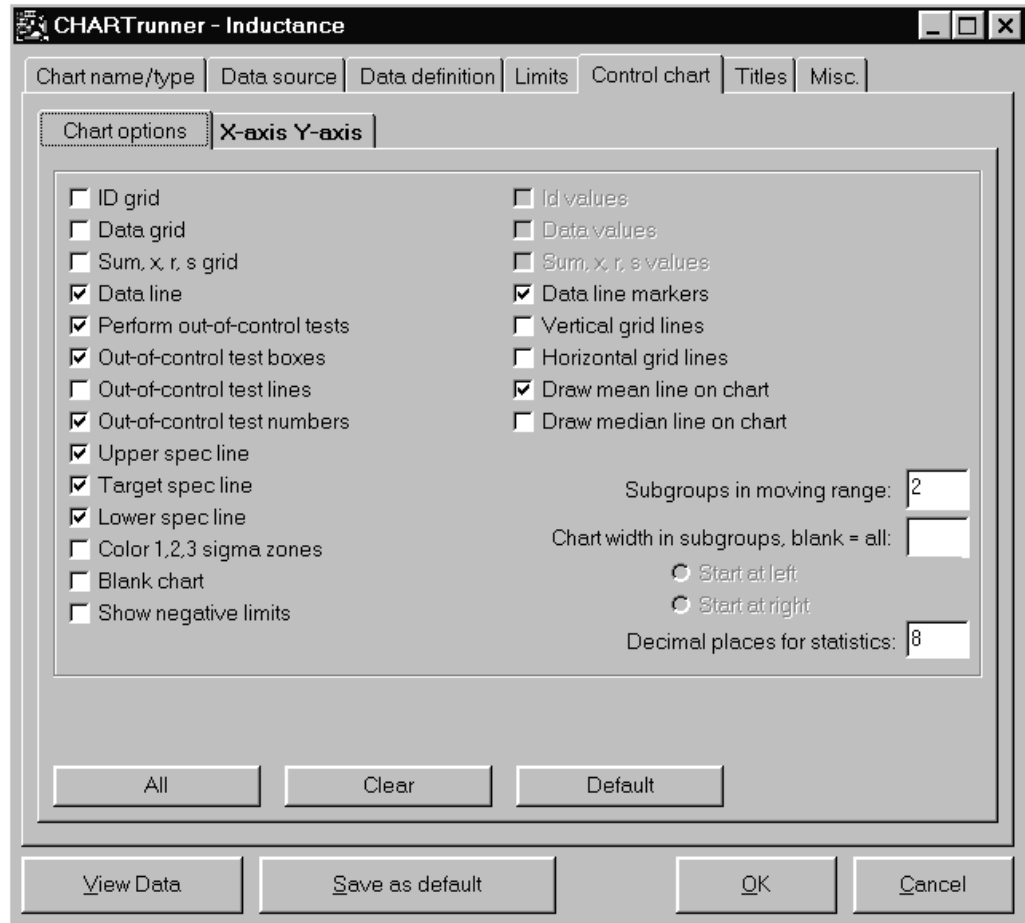 CHARTrunner - Inductance
Chart name/type Data source Data definition Limits Control chart Titles Misc.
Chart options X-axis Y-axis
ID grid
Data grid
Sum, x, r, s grid
Data line
Perform out-of-control tests
Out-of-control test boxes
Out-of-control test lines
Out-of-control test numbers
Upper spec line
Target spec line
Lower spec line
Color 1,2,3 sigma zones
Blank chart
Show negative limits
Id values
Data values
Sum, x, r, s values
Data line markers
Vertical grid lines
Horizontal grid lines
Draw mean line on chart
Draw median line on chart
Subgroups in moving range: 2
Chart width in subgroups, blank = all:
Start at left
Start at right
Decimal places for statistics: 8
All Clear Default
View Data Save as default OK Cancel